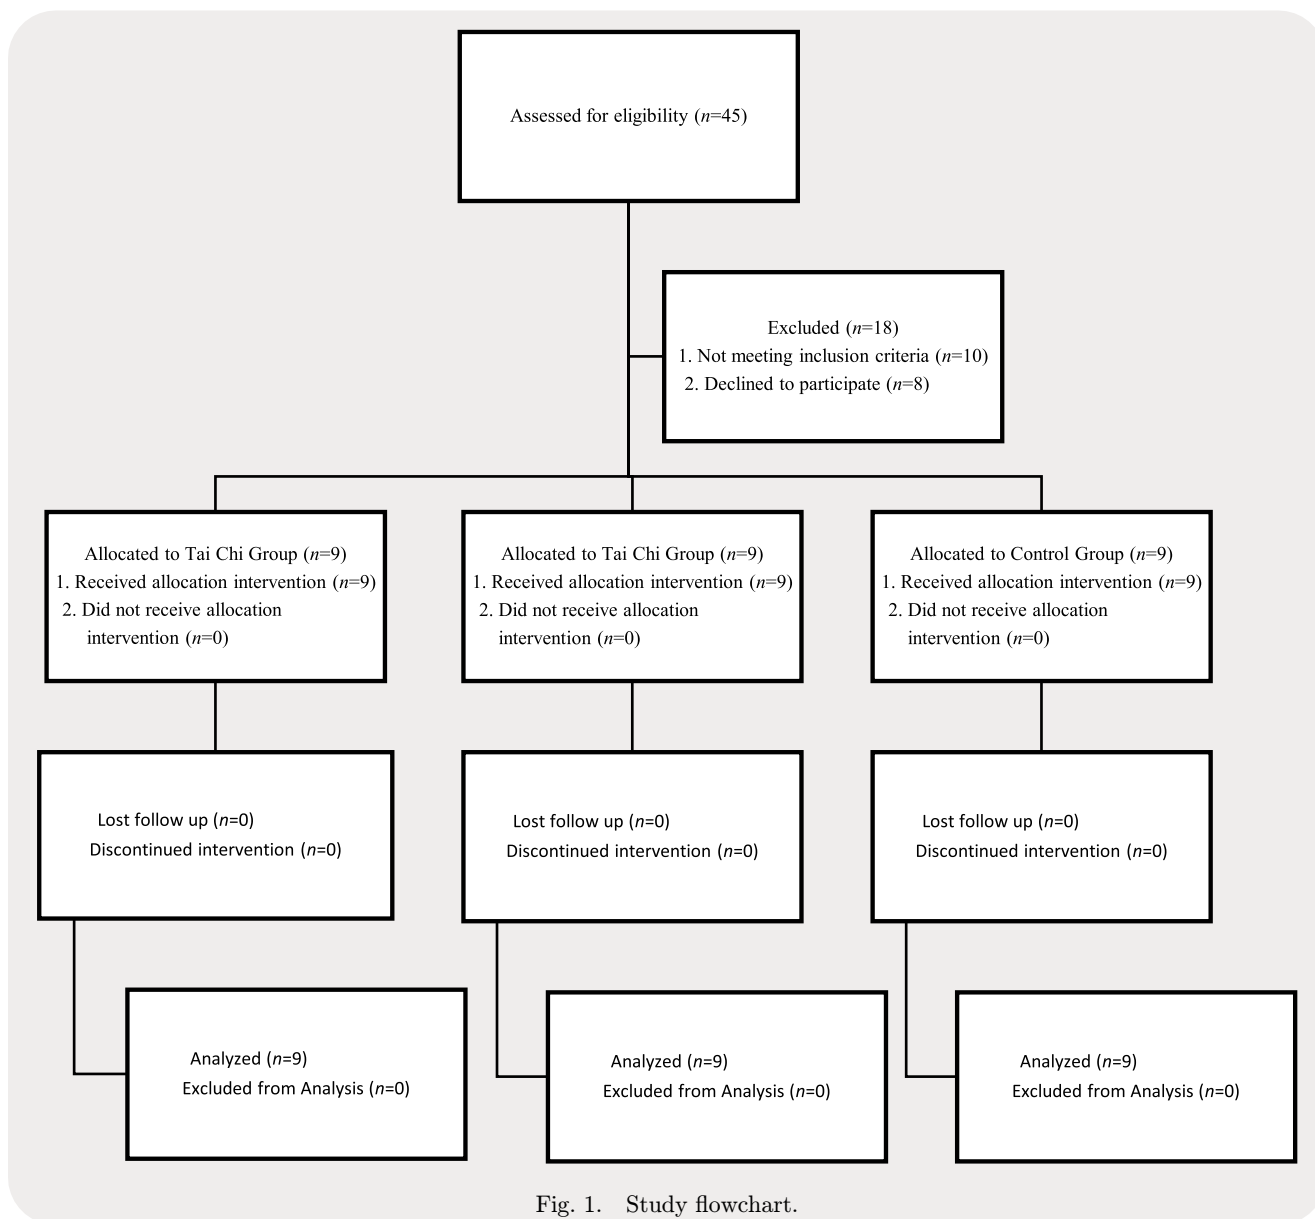 Assessed for eligibility (n=45)
Excluded (n=18)
1. Not meeting inclusion criteria (n=10)
2. Declined to participate (n=8)
Allocated to Tai Chi Group (n=9)
1. Received allocation intervention (n=9)
2. Did not receive allocation
intervention (n=0)
Allocated to Tai Chi Group (n=9)
1. Received allocation intervention (n=9)
2. Did not receive allocation
intervention (n=0)
Allocated to Control Group (n=9)
1. Received allocation intervention (n=9)
2. Did not receive allocation
intervention (n=0)
Lost follow up (n=0)
Discontinued intervention (n=0)
Lost follow up (n=0)
Discontinued intervention (n=0)
Lost follow up (n=0)
Discontinued intervention (n=0)
Analyzed (n=9)
Excluded from Analysis (n=0)
Analyzed (n=9)
Excluded from Analysis (n=0)
Analyzed (n=9)
Excluded from Analysis (n=0)
Fig. 1. Study flowchart.